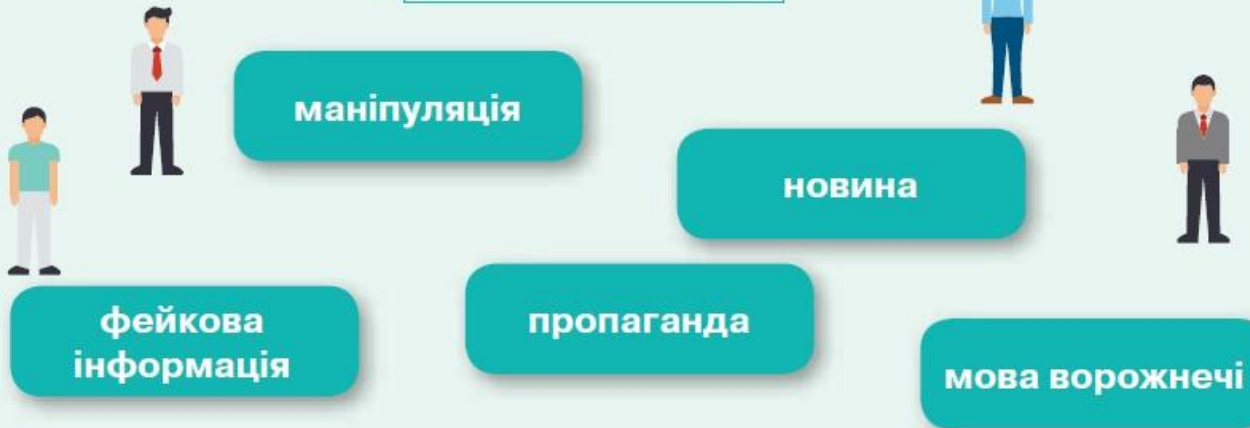 маніпуляція
новина
фейкова
інформація
пропаганда
мова ворожнечі